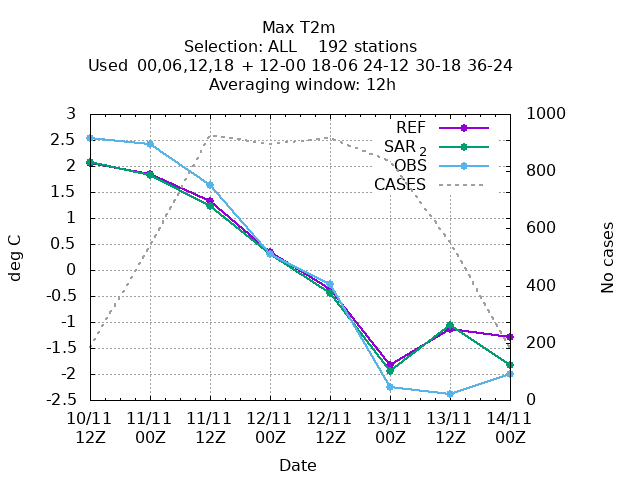 Max T2m
Selection: ALL    192 stations
Used  00,06,12,18  + 12-00 18-06 24-12 30-18 36-24
Averaging window: 12h
3
2.5
2
1.5
1
0.5
0
-0.5
-1
-1.5
-2
-2.5
deg C
1000
800
600
400
200
0
No cases
REF
SAR 2
OBS
CASES
10/11 11/11 11/11 12/11 12/11 13/11 13/11 14/11
12Z 00Z 12Z 00Z 12Z 00Z 12Z 00Z
Date